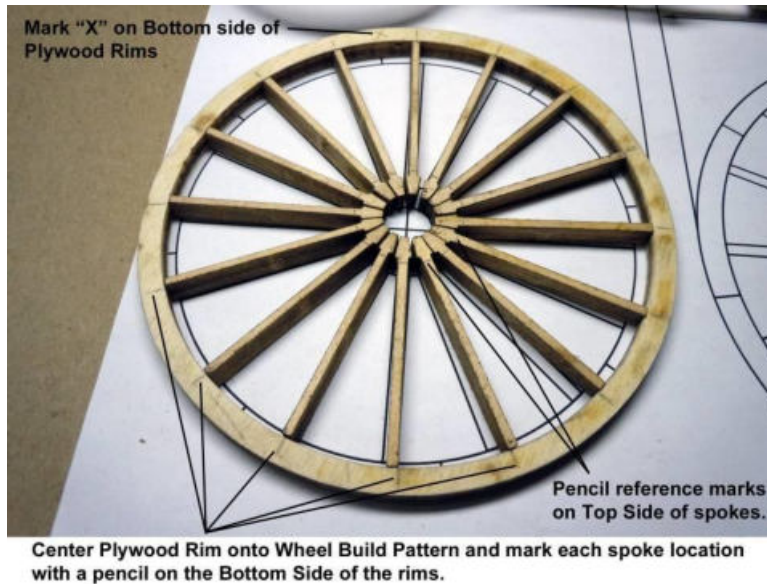 Mark “X” on Bottom side of
Plywood Rims
Pencil reference marks
on Top Side of spokes.
Center Plywood Rim onto Wheel Build Pattern and mark each spoke location
with a pencil on the Bottom Side of the rims.